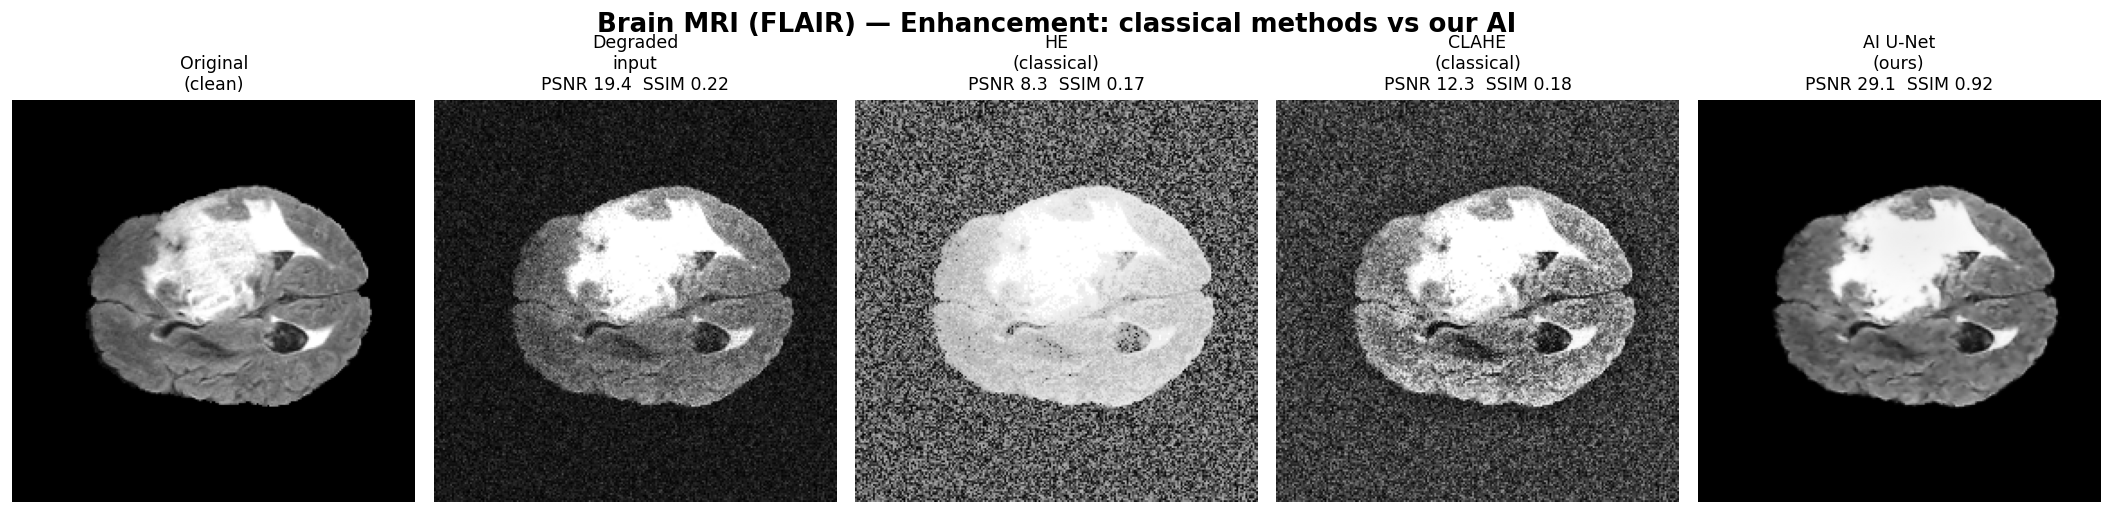 Brain MRI (FLAIR) — Enhancement: classical methods vs our AI
Original
(clean)
Degraded
input
PSNR 19.4  SSIM 0.22
HE
(classical)
PSNR 8.3  SSIM 0.17
CLAHE
(classical)
PSNR 12.3  SSIM 0.18
AI U-Net
(ours)
PSNR 29.1  SSIM 0.92